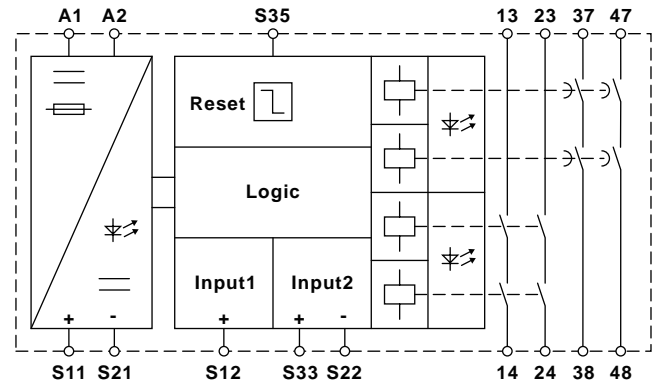 A1 A2 S35 13 23 37 47
Reset
Logic
Input1 Input2
+ - + + -
S11 S21 S12 S33 S22 14 24 38 48